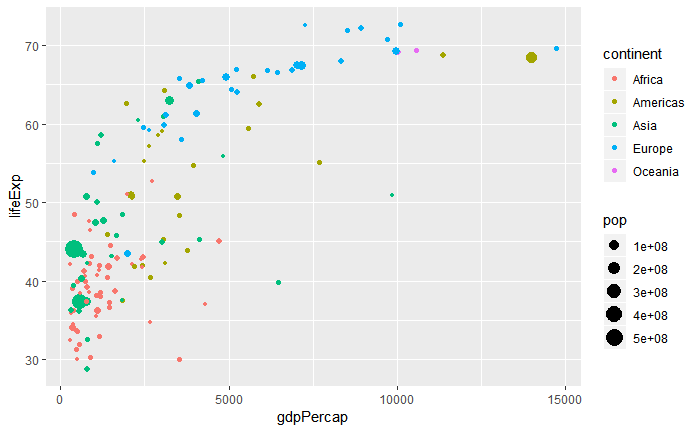 70
60
50
40
30
lifeExp
0
5000
10000
15000
gdpPercap
continent
Africa
Americas
Asia
Europe
Oceania
pop
1e+08
2e+08
3e+08
4e+08
5e+08